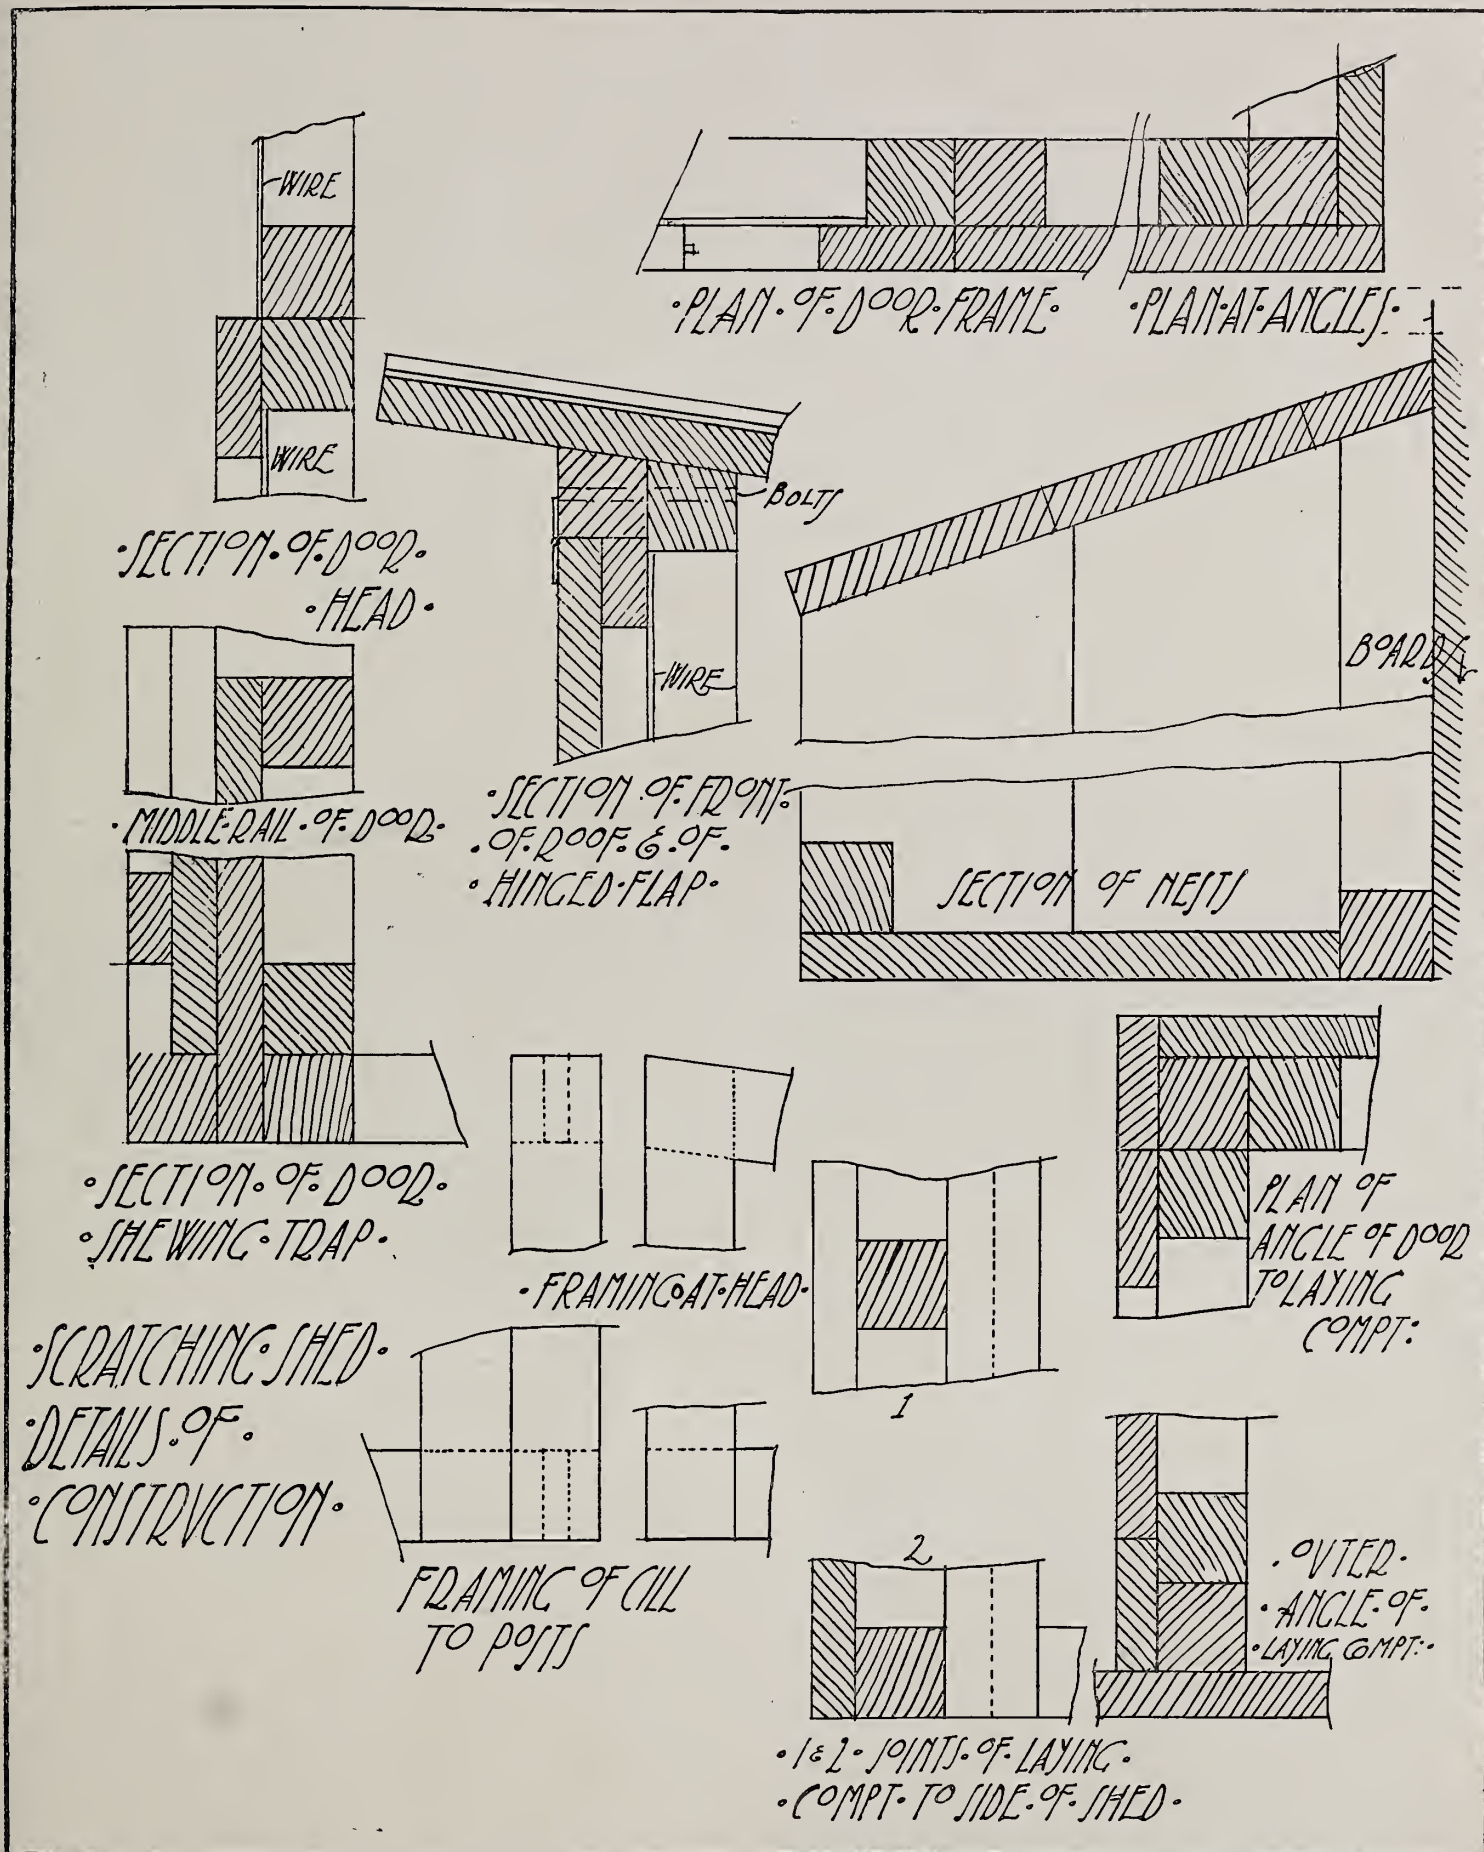 WIRE
WIRE
·SECTION·OF·DOOR·
·HEAD·
·PLAN·OF·DOOR·FRAME·
·PLAN·AT·ANGLES·
BOLTS
WIRE
·SECTION·OF·FRONT·
·OF·ROOF·&·OF·
·HINGED·FLAP·
BOARDS
SECTION OF NESTS
·MIDDLE·RAIL·OF·DOOR·
·SECTION·OF·DOOR·
·SHEWING·TRAP·
·FRAMING·AT·HEAD·
PLAN OF
ANGLE OF DOOR
TO LAYING
COMPT:
1
·SCRATCHING·SHED·
·DETAILS·OF·
·CONSTRVCTION·
FRAMING OF CILL
TO POSTS
2
·OVTER·
·ANGLE·OF·
·LAYING COMPT:·
·1&2·JOINTS·OF·LAYING·
·COMPT·TO SIDE·OF·SHED·